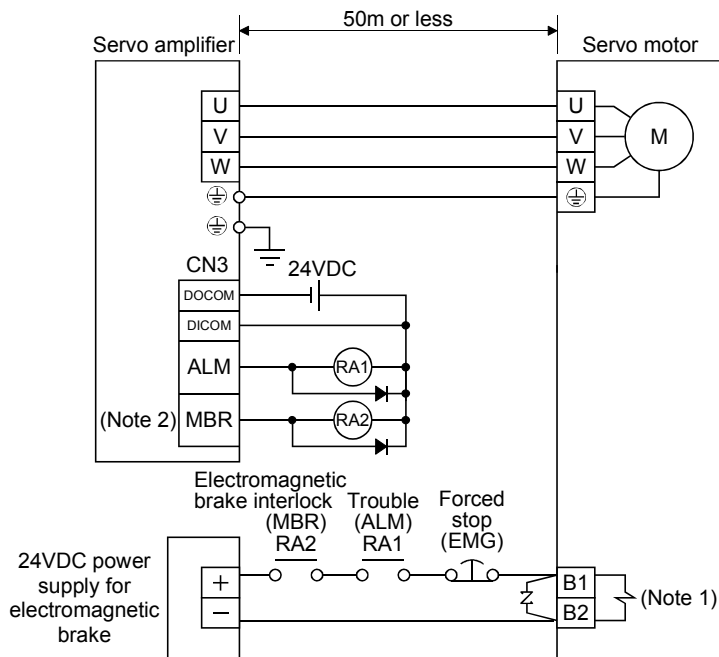 50m or less
Servo amplifier
Servo motor
U
V
W
U
V
W
M
CN3
24VDC
DOCOM
DICOM
ALM
RA1
(Note 2)
MBR
RA2
Electromagnetic
brake interlock
(MBR)
RA2
Trouble
(ALM)
RA1
Forced
stop
(EMG)
24VDC power
supply for
electromagnetic
brake
+
−
B1
B2
(Note 1)